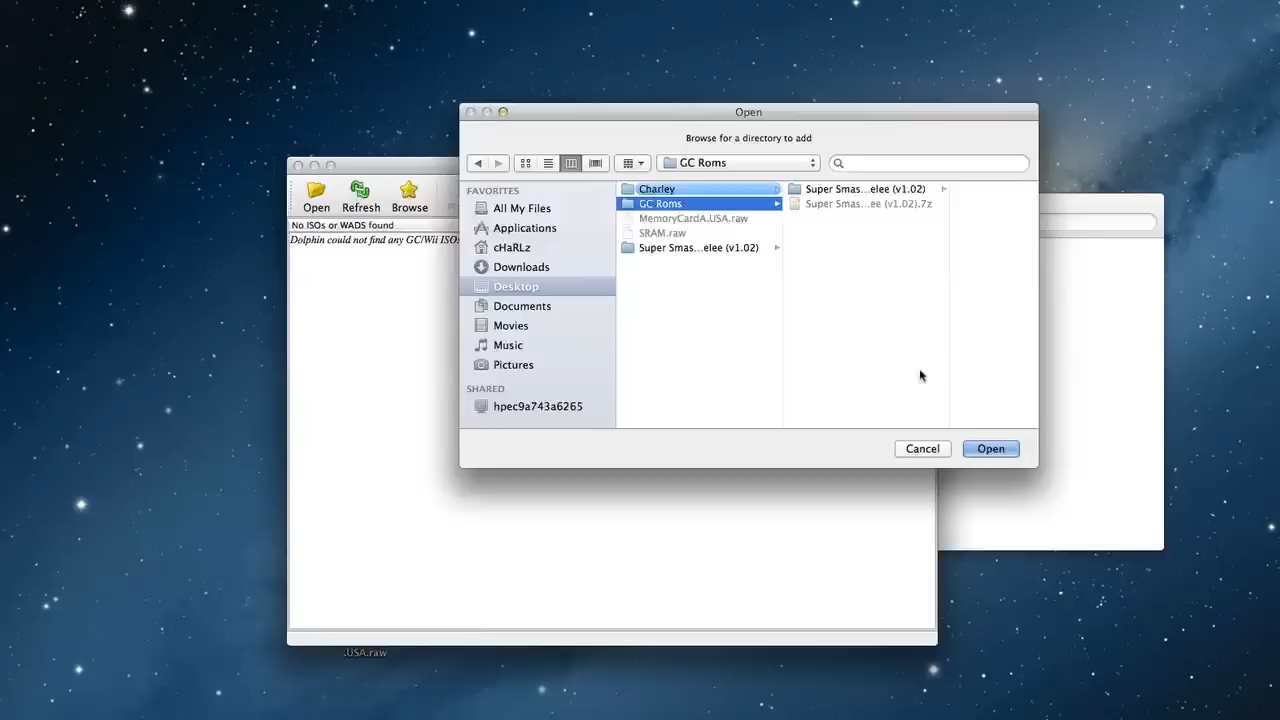 Open
Browse for a directory to add
GC Roms
FAVORITES
All My Files
Applications
cHaRLz
Downloads
Desktop
Documents
Movies
Music
Pictures
SHARED
hpec9a743a6265
Charley
GC Roms
MemoryCardA.USA.raw
SRAM.raw
Super Smas...elee (v1.02)
Super Smas...elee (v1.02)
Super Smas...ee (v1.02).7z
Cancel
Open
Open
Refresh
Browse
No ISOs or WADS found
Dolphin could not find any GC/Wii ISOs
.USA.raw